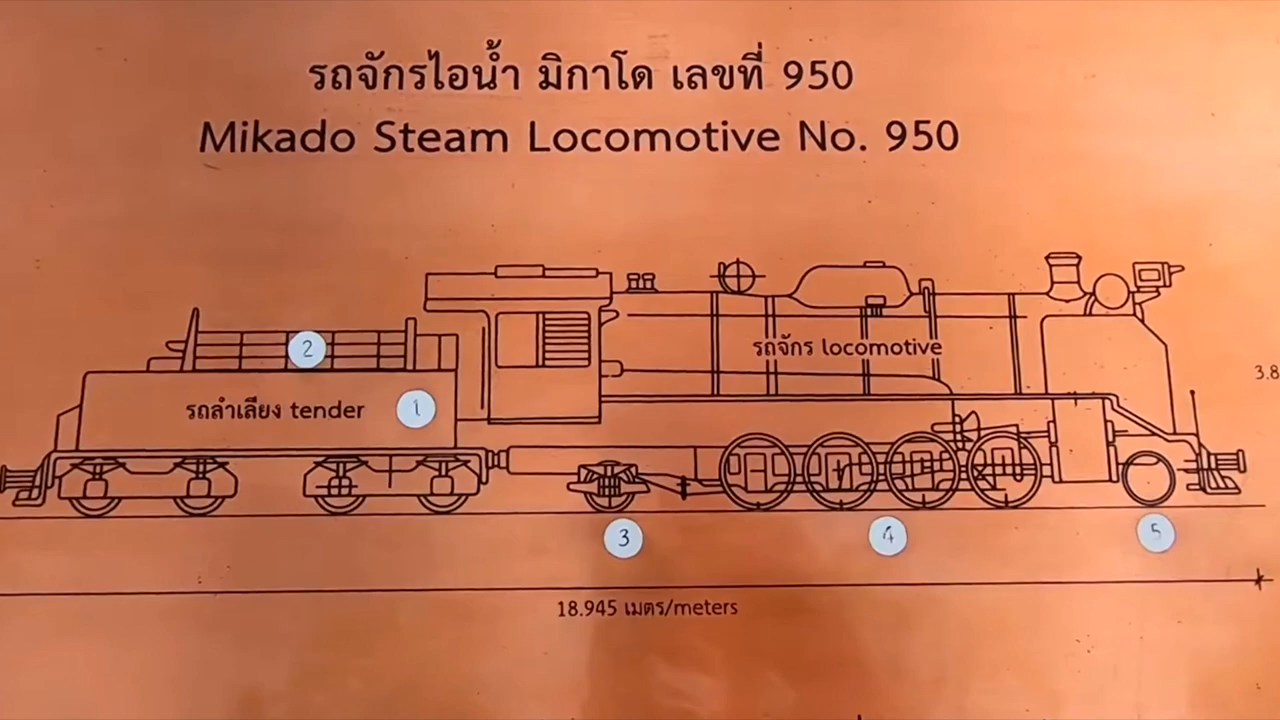 รถจักรไอน้ำ มิกาโด เลขที่ 950
Mikado Steam Locomotive No. 950
2
รถจักร locomotive
3.8
รถลำเลียง tender
1
3
4
5
18.945 เมตร/meters